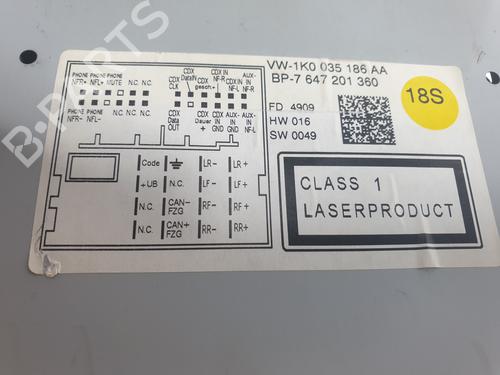 VW-1K0 035 186 AA
BP-7 647 201 360
18S
FD 4909
HW 016
SW 0049
CLASS 1
LASERPRODUCT
PHONE NFR+ PHONE NFL+ PHONE MUTE N.C. N.C.
PHONE NFR- PHONE NFL- N.C. N.C. N.C.
CDX CLK CDX DataIN CDX gesch+ CDX IN NF-R CDX IN NF-L AUX-IN NF-R
CDX Data OUT CDX Dauer + CDX IN GND AUX-IN GND AUX-IN NF-L
Code LR- LR+
+UB N.C. LF- LF+
N.C. CAN- FZG RF- RF+
N.C. CAN+ FZG RR- RR+
B-PARTS